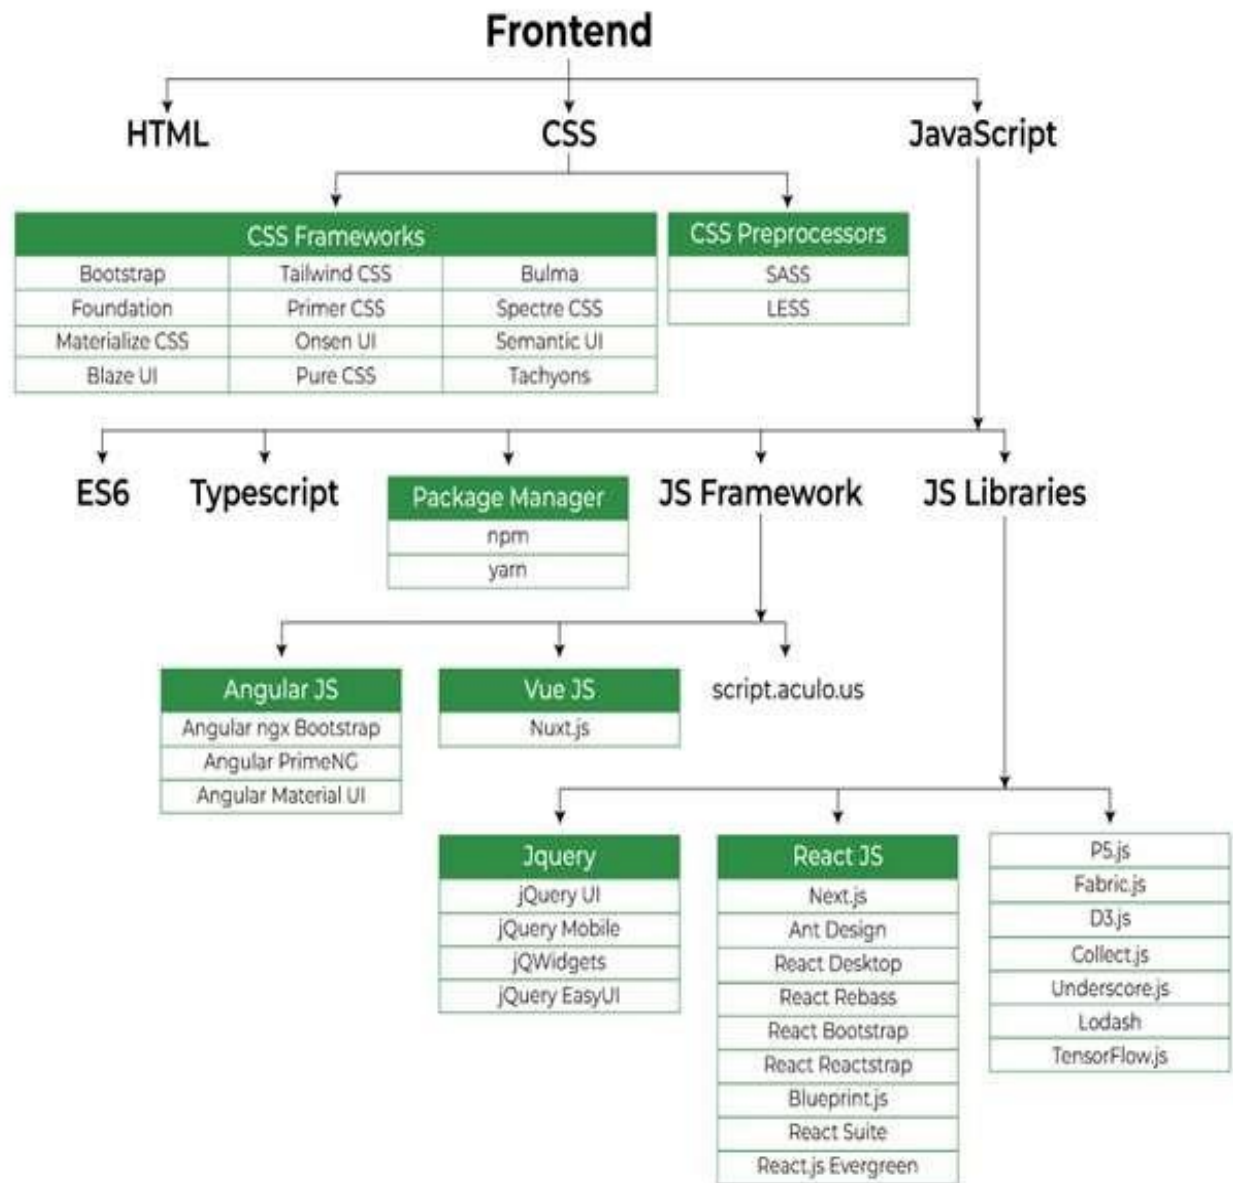 Frontend
HTML CSS JavaScript
CSS Frameworks
Bootstrap Tailwind CSS Bulma
Foundation Primer CSS Spectre CSS
Materialize CSS Onsen UI Semantic UI
Blaze UI Pure CSS Tachyons
CSS Preprocessors
SASS
LESS
ES6 Typescript Package Manager JS Framework JS Libraries
npm
yarn
Angular JS
Angular ngx Bootstrap
Angular PrimeNG
Angular Material UI
Vue JS
Nuxt.js
script.aculo.us
Jquery
jQuery UI
jQuery Mobile
jQWidgets
jQuery EasyUI
React JS
Next.js
Ant Design
React Desktop
React Rebass
React Bootstrap
React Reactstrap
Blueprint.js
React Suite
React.js Evergreen
P5.js
Fabric.js
D3.js
Collect.js
Underscore.js
Lodash
TensorFlow.js